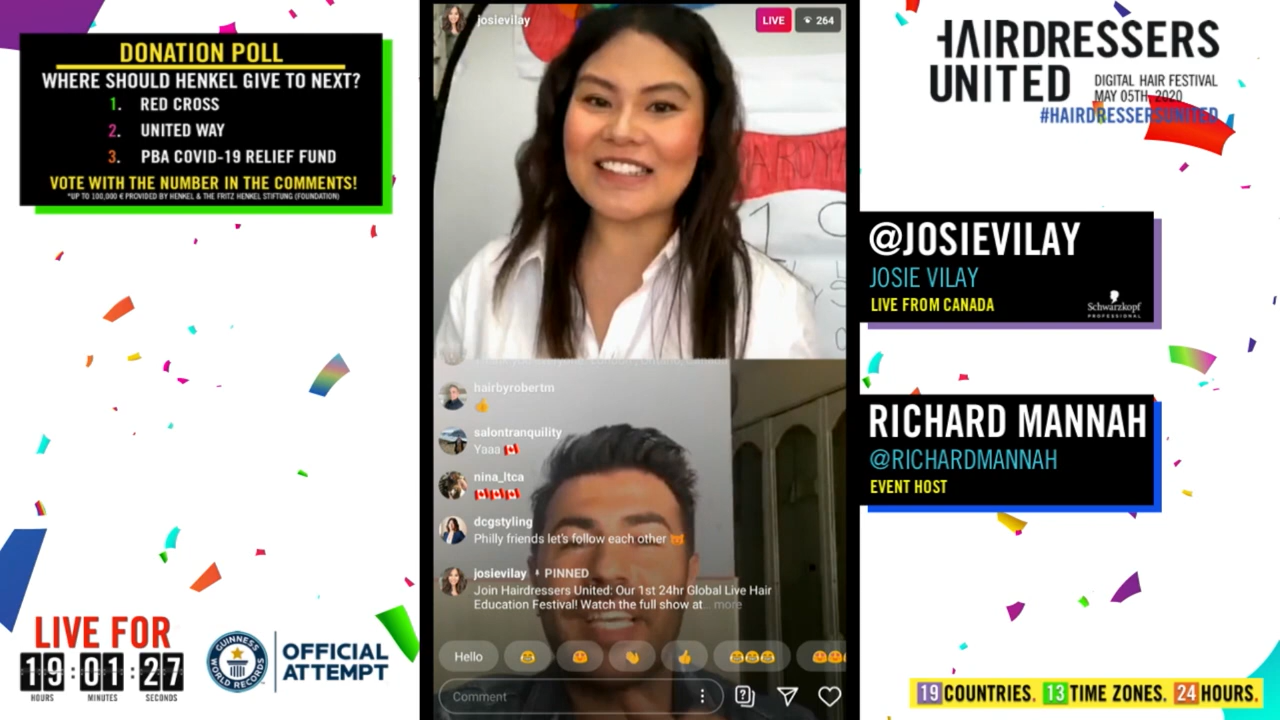 DONATION POLL
WHERE SHOULD HENKEL GIVE TO NEXT?
1. RED CROSS
2. UNITED WAY
3. PBA COVID-19 RELIEF FUND
VOTE WITH THE NUMBER IN THE COMMENTS!
*UP TO 100,000 € PROVIDED BY HENKEL & THE FRITZ HENKEL STIFTUNG (FOUNDATION)
LIVE FOR
19:01:27
HOURS MINUTES SECONDS
GUINNESS WORLD RECORDS
OFFICIAL
ATTEMPT
josievilay
LIVE 264
10
hairbyrobertm
👍
salontranquility
Yaaa 🇨🇦
nina_ltca
🇨🇦🇨🇦🇨🇦
dcgstyling
Philly friends let's follow each other
josievilay PINNED
Join Hairdressers United: Our 1st 24hr Global Live Hair
Education Festival! Watch the full show at... more
Hello
Comment
HAIRDRESSERS
UNITED
DIGITAL HAIR FESTIVAL
MAY 05TH, 2020
#HAIRDRESSERSUNITED
@JOSIEVILAY
JOSIE VILAY
LIVE FROM CANADA
Schwarzkopf
PROFESSIONAL
RICHARD MANNAH
@RICHARDMANNAH
EVENT HOST
19 COUNTRIES. 13 TIME ZONES. 24 HOURS.